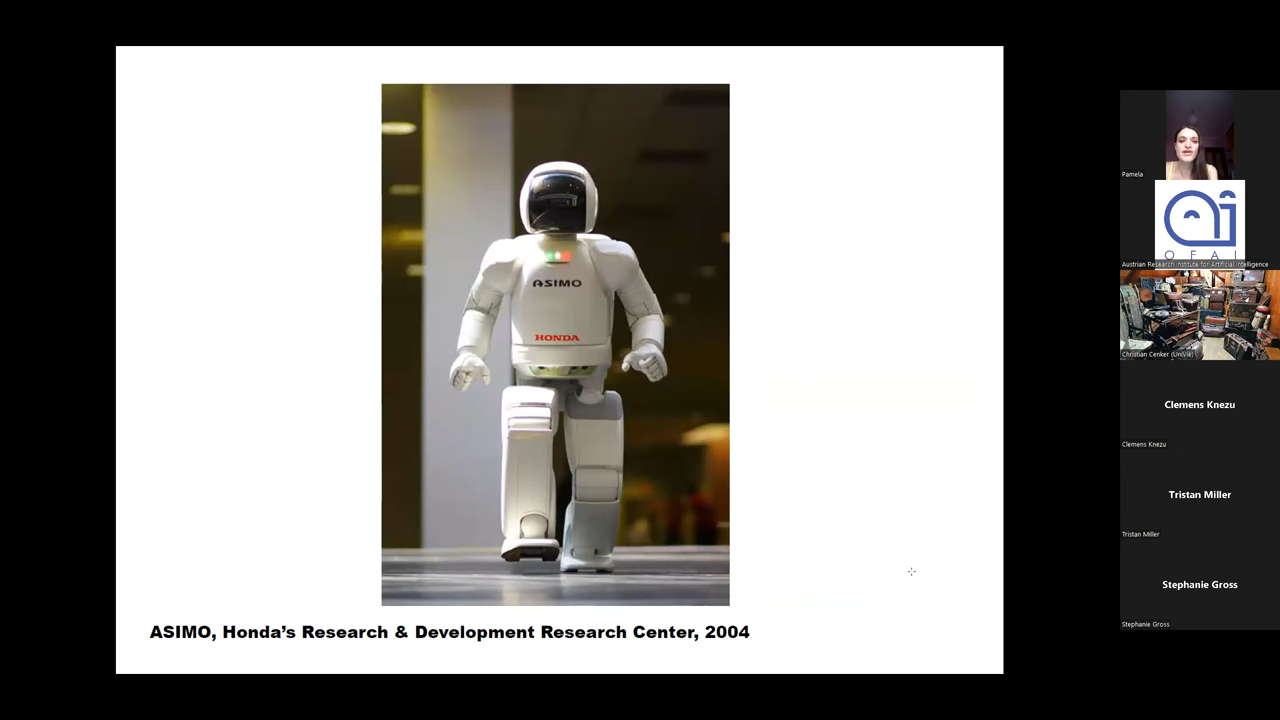 ASIMO
HONDA
ASIMO, Honda’s Research & Development Research Center, 2004
Pamela
OFAI
Austrian Research Institute for Artificial Intelligence
Christian Cenker (UniVie)
Clemens Knezu
Clemens Knezu
Tristan Miller
Tristan Miller
Stephanie Gross
Stephanie Gross